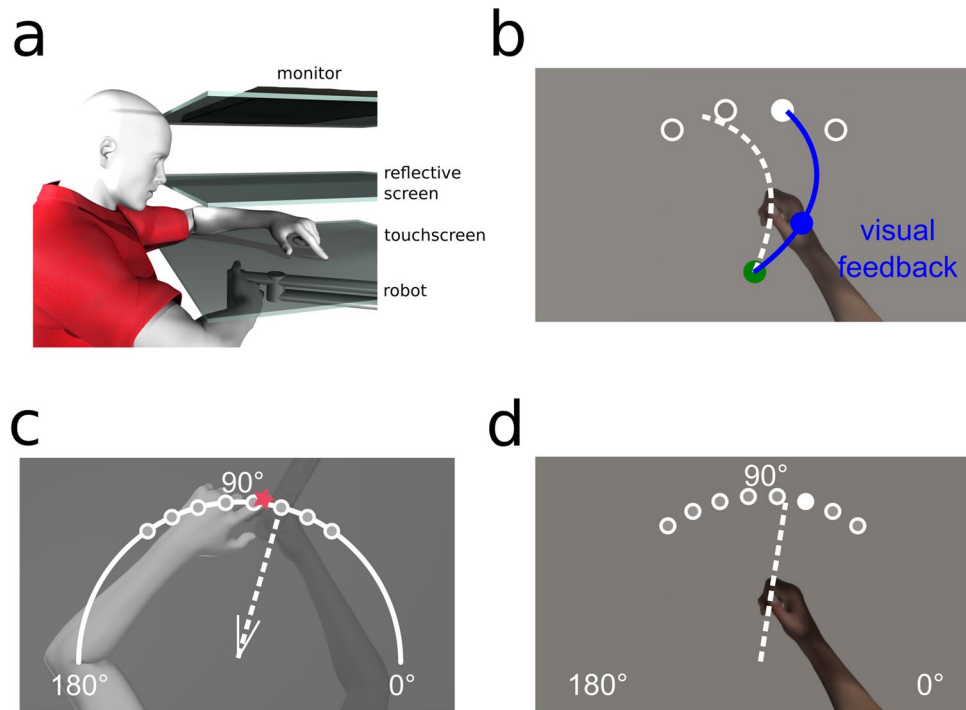 a
monitor
reflective
screen
touchscreen
robot
b
visual
feedback
c
90°
180°
0°
d
90°
180°
0°